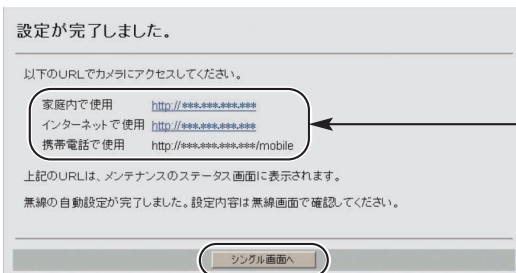 設定が完了しました。
以下のURLでカメラにアクセスしてください。
家庭内で使用 http://***.***.***.***
インターネットで使用 http://***.***.***.***
携帯電話で使用 http://***.***.***.***/mobile
上記のURLは、メンテナンスのステータス画面に表示されます。
無線の自動設定が完了しました。設定内容は無線画面で確認してください。
シングル画面へ